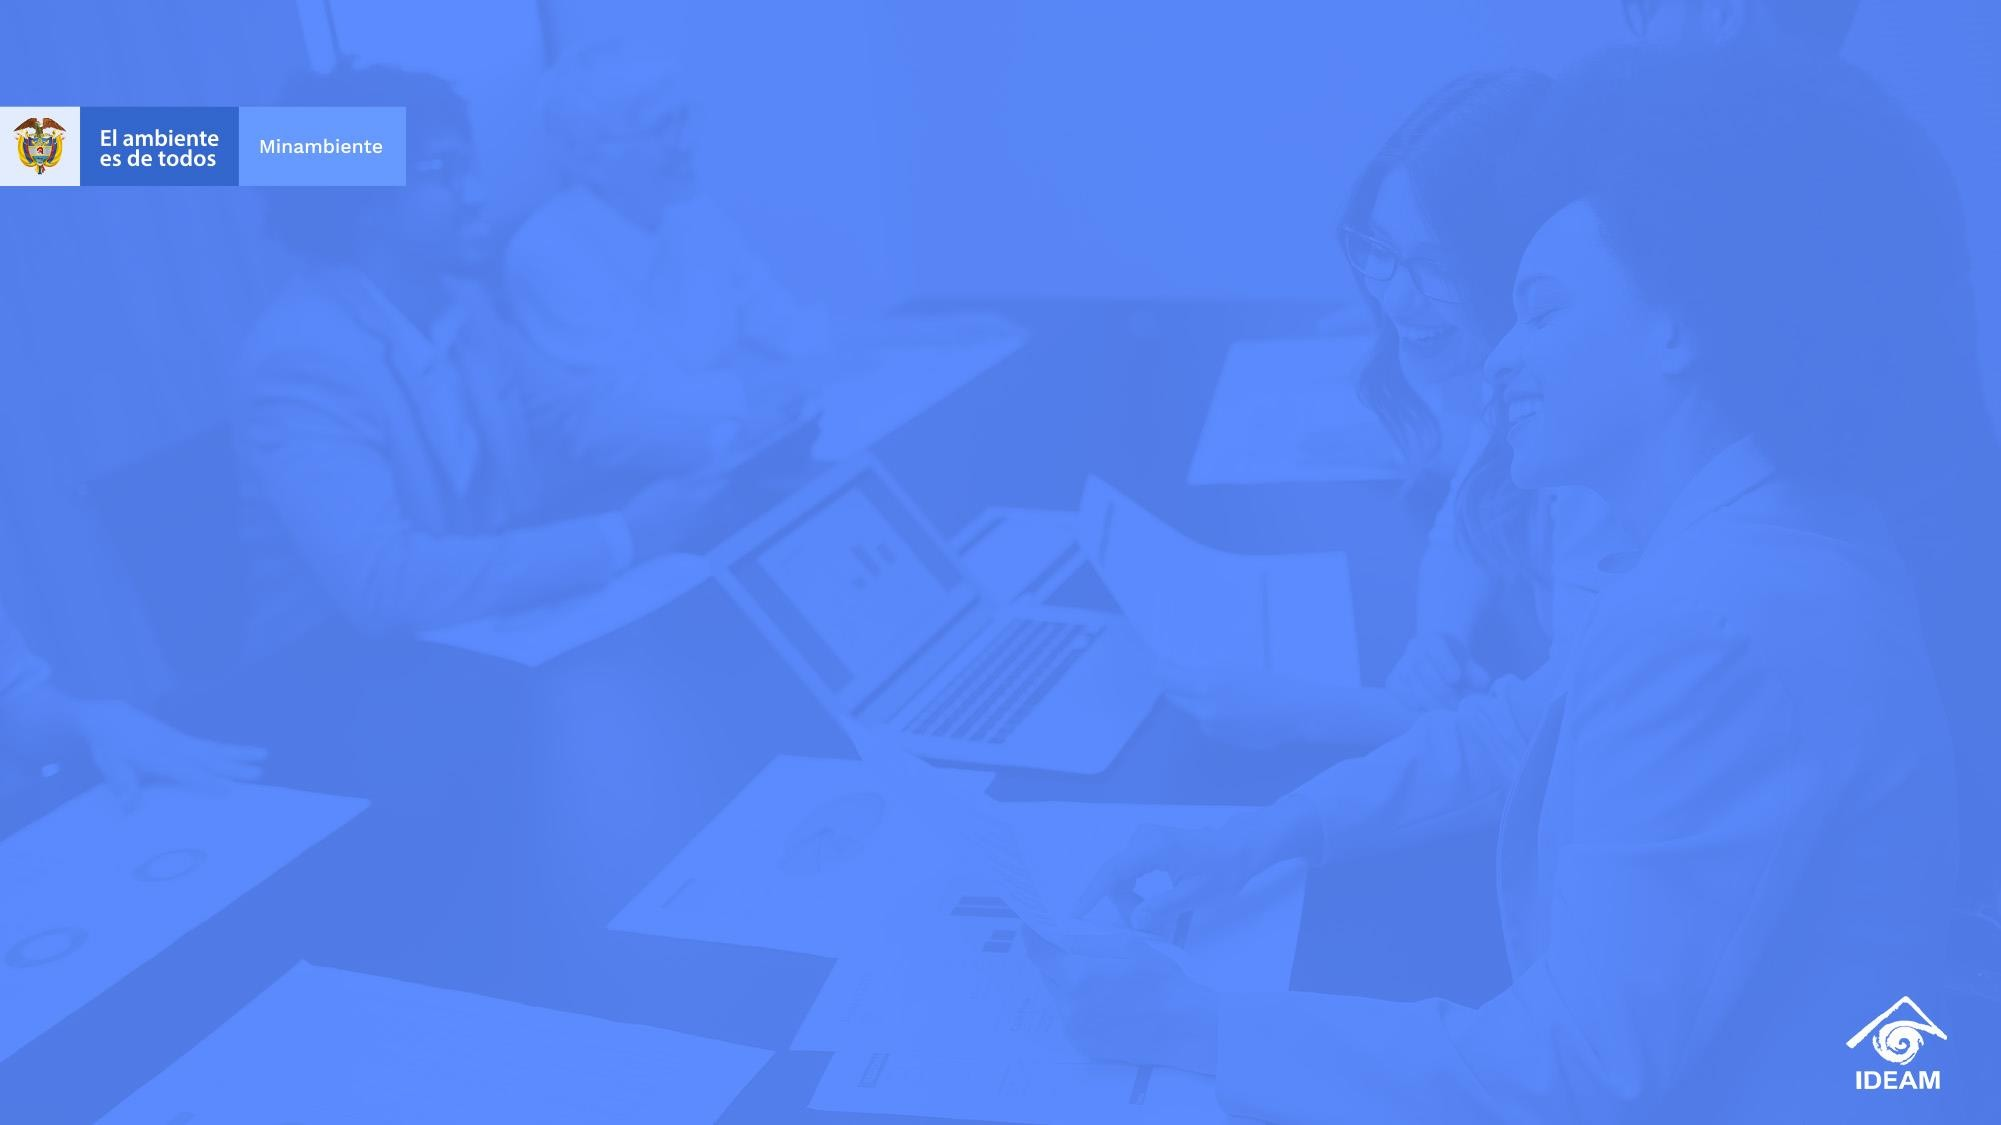 El ambiente
es de todos
Minambiente
IDEAM